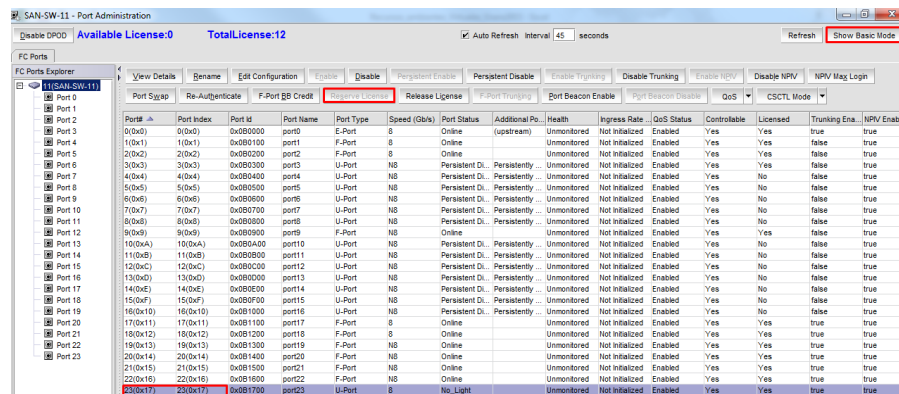 SAN-SW-11 - Port Administration
Disable DPOD Available License:0 TotalLicense:12 Auto Refresh Interval 45 seconds Refresh Show Basic Mode
FC Ports
FC Ports Explorer
View Details Rename Edit Configuration Enable Disable Persistent Enable Persistent Disable Enable Trunking Disable Trunking Enable NPIV Disable NPIV NPIV Max Login
Port Swap Re-Authenticate F-Port BB Credit Reserve License Release License F-Port Trunking Port Beacon Enable Port Beacon Disable QoS CSCTL Mode
11(SAN-SW-11)
Port 0
Port 1
Port 2
Port 3
Port 4
Port 5
Port 6
Port 7
Port 8
Port 9
Port 10
Port 11
Port 12
Port 13
Port 14
Port 15
Port 16
Port 17
Port 18
Port 19
Port 20
Port 21
Port 22
Port 23
Port# Port Index Port Id Port Name Port Type Speed (Gb/s) Port Status Additional Po... Health Ingress Rate ... QoS Status Controllable Licensed Trunking Ena... NPIV Enab
0(0x0) 0(0x0) 0x0B0000 port0 E-Port 8 Online (upstream) Unmonitored Not Initialized Enabled Yes Yes true true
1(0x1) 1(0x1) 0x0B0100 port1 F-Port 8 Online Unmonitored Not Initialized Enabled Yes Yes false true
2(0x2) 2(0x2) 0x0B0200 port2 F-Port 8 Online Unmonitored Not Initialized Enabled Yes Yes false true
3(0x3) 3(0x3) 0x0B0300 port3 U-Port N8 Persistent Di... Persistently ... Unmonitored Not Initialized Enabled Yes Yes false true
4(0x4) 4(0x4) 0x0B0400 port4 U-Port N8 Persistent Di... Persistently ... Unmonitored Not Initialized Enabled Yes No false true
5(0x5) 5(0x5) 0x0B0500 port5 U-Port N8 Persistent Di... Persistently ... Unmonitored Not Initialized Enabled Yes No false true
6(0x6) 6(0x6) 0x0B0600 port6 U-Port N8 Persistent Di... Persistently ... Unmonitored Not Initialized Enabled Yes No false true
7(0x7) 7(0x7) 0x0B0700 port7 U-Port N8 Persistent Di... Persistently ... Unmonitored Not Initialized Enabled Yes No false true
8(0x8) 8(0x8) 0x0B0800 port8 U-Port N8 Persistent Di... Persistently ... Unmonitored Not Initialized Enabled Yes No false true
9(0x9) 9(0x9) 0x0B0900 port9 F-Port N8 Online Unmonitored Not Initialized Enabled Yes Yes false true
10(0xA) 10(0xA) 0x0B0A00 port10 U-Port N8 Persistent Di... Persistently ... Unmonitored Not Initialized Enabled Yes No false true
11(0xB) 11(0xB) 0x0B0B00 port11 U-Port N8 Persistent Di... Persistently ... Unmonitored Not Initialized Enabled Yes No false true
12(0xC) 12(0xC) 0x0B0C00 port12 U-Port N8 Persistent Di... Persistently ... Unmonitored Not Initialized Enabled Yes No false true
13(0xD) 13(0xD) 0x0B0D00 port13 U-Port N8 Persistent Di... Persistently ... Unmonitored Not Initialized Enabled Yes No false true
14(0xE) 14(0xE) 0x0B0E00 port14 U-Port N8 Persistent Di... Persistently ... Unmonitored Not Initialized Enabled Yes No false true
15(0xF) 15(0xF) 0x0B0F00 port15 U-Port N8 Persistent Di... Persistently ... Unmonitored Not Initialized Enabled Yes No false true
16(0x10) 16(0x10) 0x0B1000 port16 U-Port N8 Persistent Di... Persistently ... Unmonitored Not Initialized Enabled Yes No false true
17(0x11) 17(0x11) 0x0B1100 port17 F-Port 8 Online Unmonitored Not Initialized Enabled Yes Yes true true
18(0x12) 18(0x12) 0x0B1200 port18 F-Port N8 Online Unmonitored Not Initialized Enabled Yes Yes true true
19(0x13) 19(0x13) 0x0B1300 port19 F-Port N8 Online Unmonitored Not Initialized Enabled Yes Yes true true
20(0x14) 20(0x14) 0x0B1400 port20 F-Port 8 Online Unmonitored Not Initialized Enabled Yes Yes true true
21(0x15) 21(0x15) 0x0B1500 port21 F-Port N8 Online Unmonitored Not Initialized Enabled Yes Yes true true
22(0x16) 22(0x16) 0x0B1600 port22 F-Port N8 Online Unmonitored Not Initialized Enabled Yes Yes true true
23(0x17) 23(0x17) 0x0B1700 port23 U-Port 8 No_Light Unmonitored Not Initialized Enabled Yes Yes true true